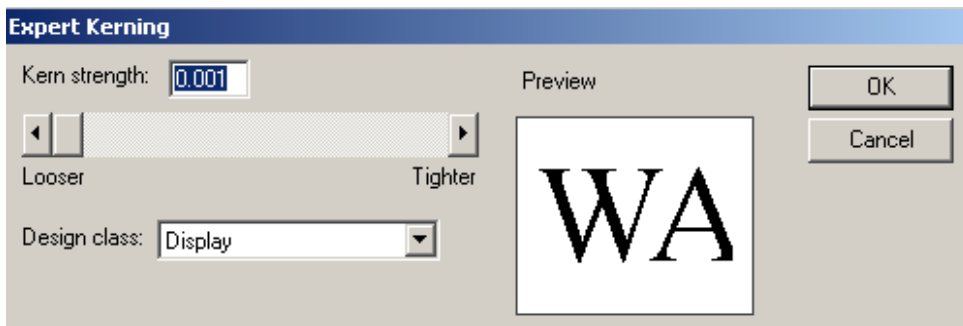 Expert Kerning
Kern strength: 0.001
Looser Tighter
Design class: Display
Preview
WA
OK
Cancel